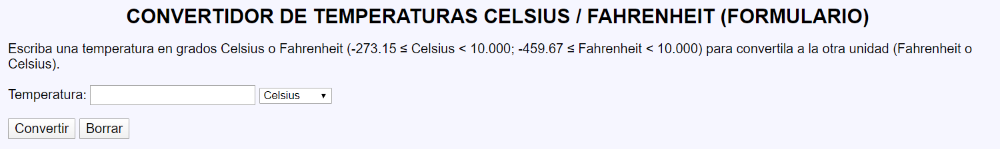 CONVERTIDOR DE TEMPERATURAS CELSIUS / FAHRENHEIT (FORMULARIO)
Escriba una temperatura en grados Celsius o Fahrenheit (-273.15 ≤ Celsius < 10.000; -459.67 ≤ Fahrenheit < 10.000) para convertila a la otra unidad (Fahrenheit o
Celsius).
Temperatura: Celsius
Convertir Borrar